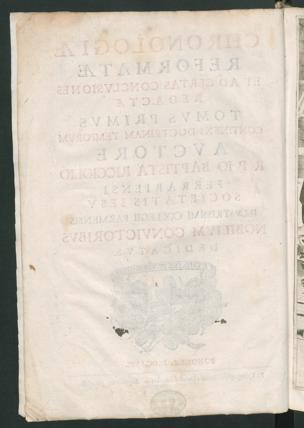 CHRONOLOGIÆ
REFORMATÆ
ET AD CERTAS CONCLVSIONES
REDACTÆ
TOMVS PRIMVS
CONTINENS DOCTRINAM TEMPORVM
AVCTORE
R. P. IO. BAPTISTA RICCIOLIO
FERRARIENSI
SOCIETATIS IESV
COLLEGII PARMENSIS
NOBILIVM CONVICTORIBVS
DEDICATVS